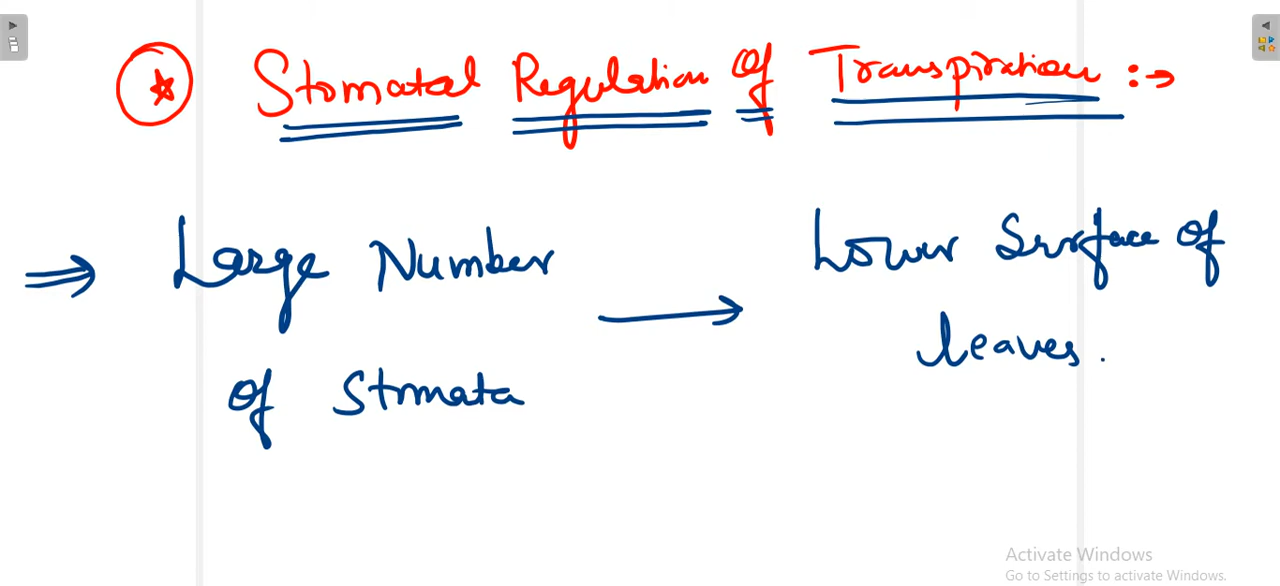 Stomatal Regulation Of Transpiration :→
⇒ Large Number
of Stomata
→ Lower Surface of
leaves.
Activate Windows
Go to Settings to activate Windows.